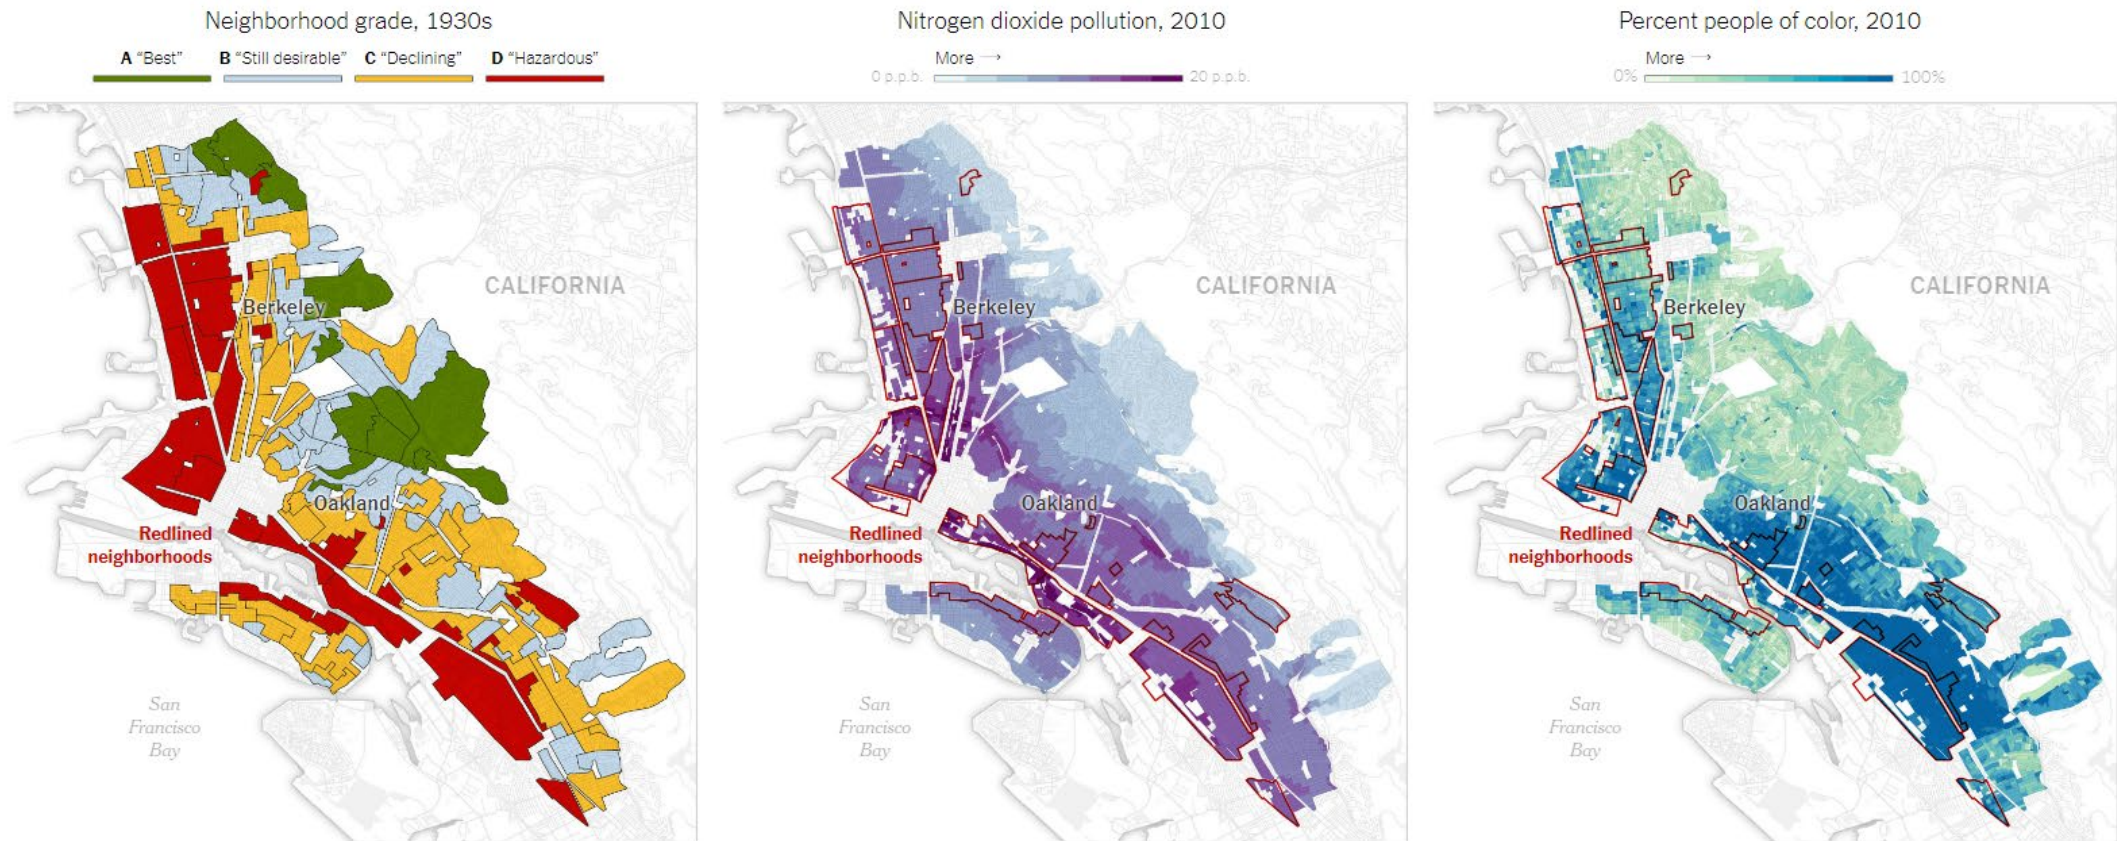 Neighborhood grade, 1930s
A "Best" B "Still desirable" C "Declining" D "Hazardous"
CALIFORNIA
Berkeley
Oakland
Redlined
neighborhoods
San
Francisco
Bay
Nitrogen dioxide pollution, 2010
More →
0 p.p.b. 20 p.p.b.
CALIFORNIA
Berkeley
Oakland
Redlined
neighborhoods
San
Francisco
Bay
Percent people of color, 2010
More →
0% 100%
CALIFORNIA
Berkeley
Oakland
Redlined
neighborhoods
San
Francisco
Bay